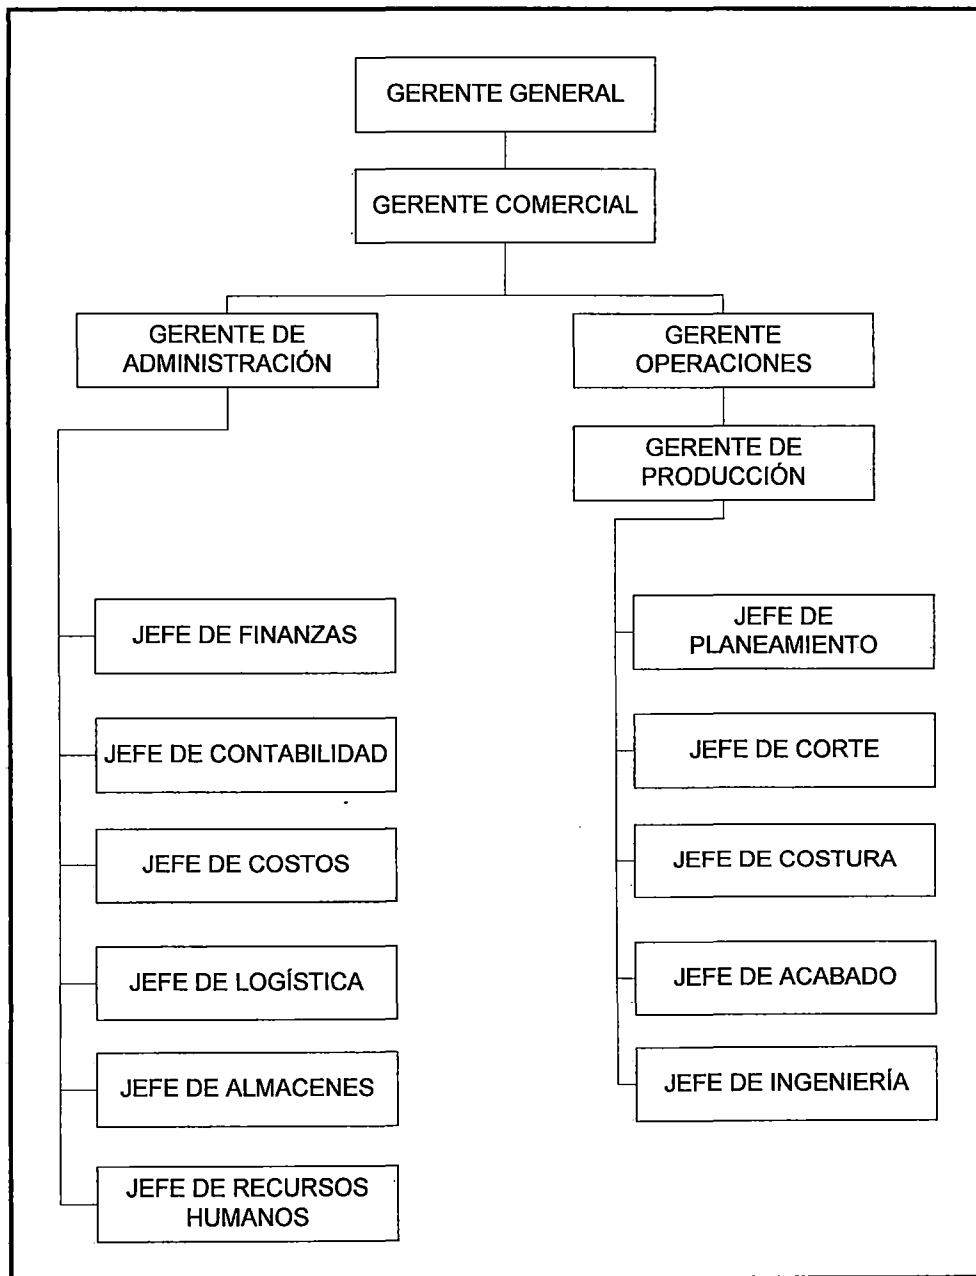 GERENTE GENERAL
GERENTE COMERCIAL
GERENTE DE
ADMINISTRACIÓN
GERENTE
OPERACIONES
GERENTE DE
PRODUCCIÓN
JEFE DE FINANZAS
JEFE DE CONTABILIDAD
JEFE DE COSTOS
JEFE DE LOGÍSTICA
JEFE DE ALMACENES
JEFE DE RECURSOS
HUMANOS
JEFE DE
PLANEAMIENTO
JEFE DE CORTE
JEFE DE COSTURA
JEFE DE ACABADO
JEFE DE INGENIERÍA